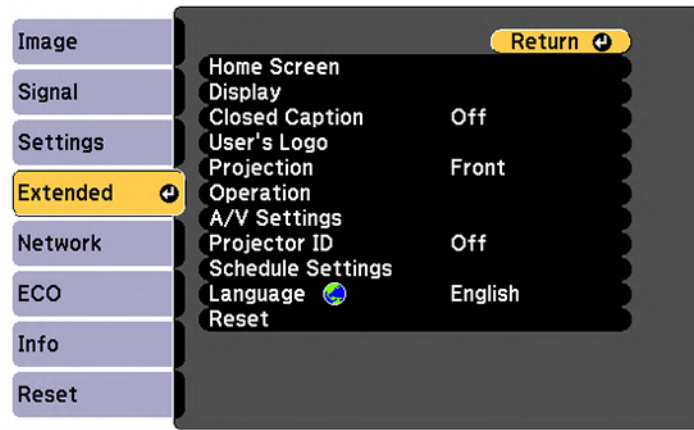 Image
Signal
Settings
Extended
Network
ECO
Info
Reset
Return
Home Screen
Display
Closed Caption Off
User's Logo
Projection Front
Operation
A/V Settings
Projector ID Off
Schedule Settings
Language English
Reset